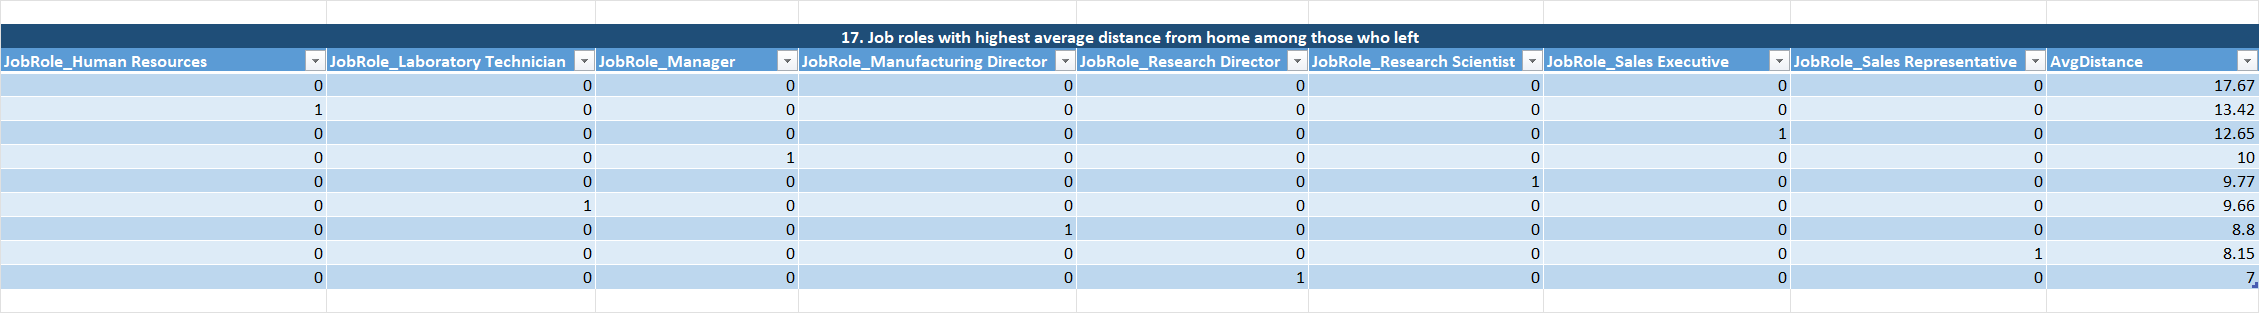 17. Job roles with highest average distance from home among those who left
JobRole_Human Resources JobRole_Laboratory Technician JobRole_Manager JobRole_Manufacturing Director JobRole_Research Director JobRole_Research Scientist JobRole_Sales Executive JobRole_Sales Representative AvgDistance
0 0 0 0 0 0 0 0 17.67
1 0 0 0 0 0 0 0 13.42
0 0 0 0 0 0 1 0 12.65
0 0 1 0 0 0 0 0 10
0 0 0 0 0 1 0 0 9.77
0 1 0 0 0 0 0 0 9.66
0 0 0 1 0 0 0 0 8.8
0 0 0 0 0 0 0 1 8.15
0 0 0 0 1 0 0 0 7